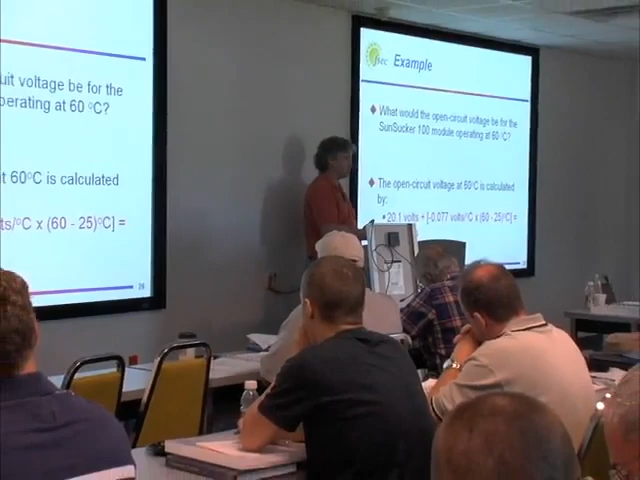 uit voltage be for the
perating at 60 °C?
t 60°C is calculated
ts/°C x (60 - 25)°C] =
26
fsec
Example
What would the open-circuit voltage be for the
SunSucker 100 module operating at 60 °C?
The open-circuit voltage at 60°C is calculated
by:
20.1 volts + [-0.077 volts/°C x (60 - 25)°C] =